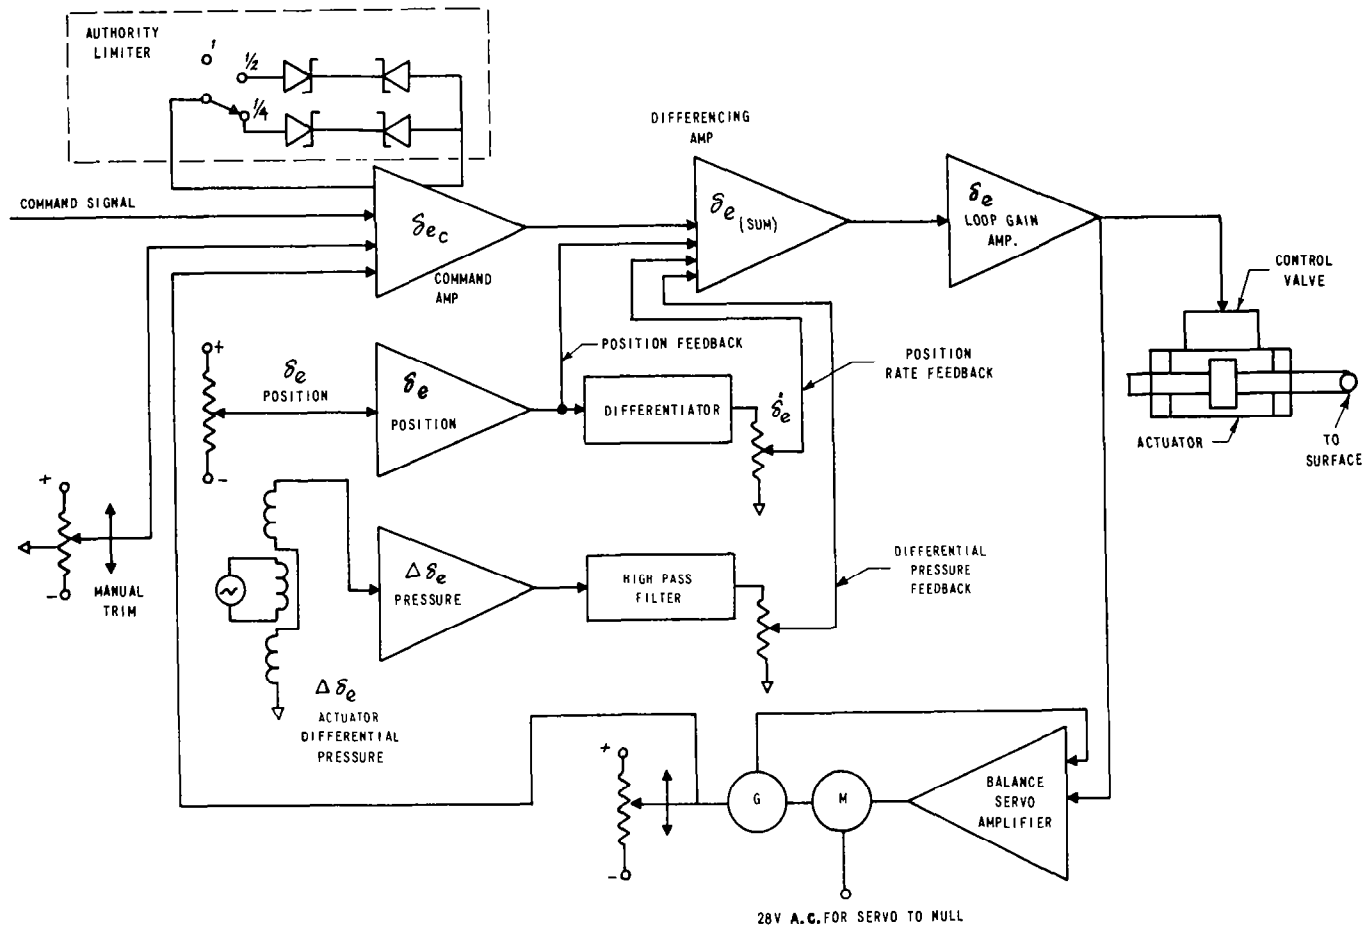 AUTHORITY
LIMITER
1
1/2
1/4
COMMAND SIGNAL
δec
COMMAND
AMP
DIFFERENCING
AMP
δe (SUM)
δe
LOOP GAIN
AMP.
CONTROL
VALVE
ACTUATOR
TO
SURFACE
POSITION FEEDBACK
POSITION
RATE FEEDBACK
+
δe
POSITION
-
δe
POSITION
DIFFERENTIATOR
δ̇e
+
-
MANUAL
TRIM
Δδe
PRESSURE
HIGH PASS
FILTER
DIFFERENTIAL
PRESSURE
FEEDBACK
Δδe
ACTUATOR
DIFFERENTIAL
PRESSURE
+
-
G
M
BALANCE
SERVO
AMPLIFIER
28V A.C. FOR SERVO TO NULL